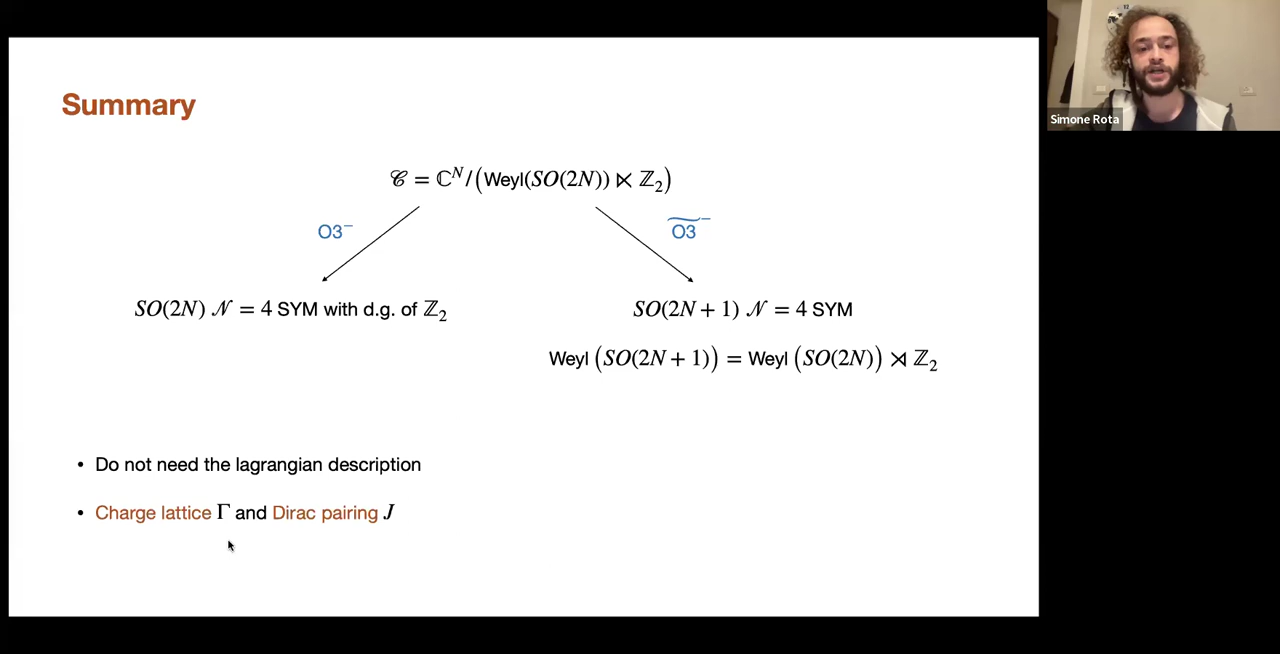 Summary
𝒞 = ℂ^N/(Weyl(SO(2N)) ⋉ ℤ₂)
O3⁻
\widetilde{O3}⁻
SO(2N) 𝒩 = 4 SYM with d.g. of ℤ₂
SO(2N + 1) 𝒩 = 4 SYM
Weyl (SO(2N + 1)) = Weyl (SO(2N)) ⋊ ℤ₂
• Do not need the lagrangian description
• Charge lattice Γ and Dirac pairing J
Simone Rota